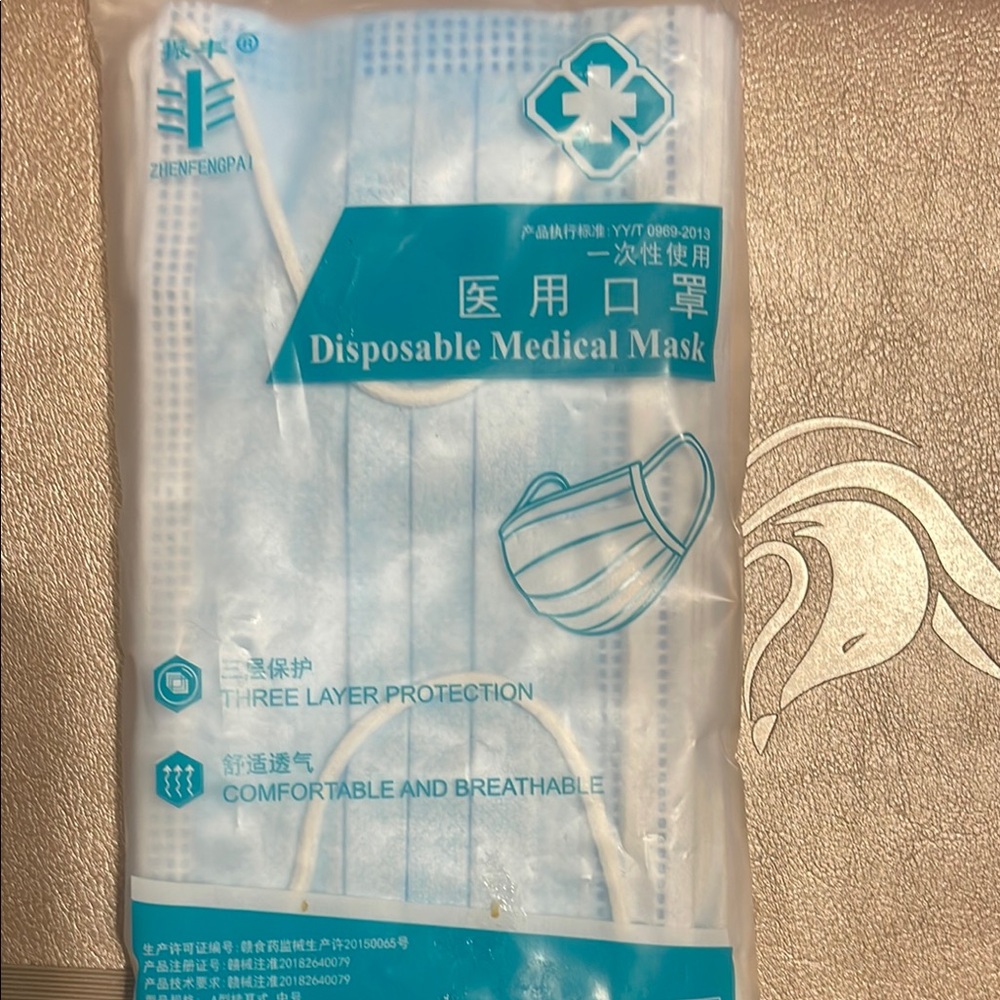 振丰®
ZHENFENGPAI
产品执行标准:YY/T 0969-2013
一次性使用
医用口罩
Disposable Medical Mask
三层保护
THREE LAYER PROTECTION
舒适透气
COMFORTABLE AND BREATHABLE
生产许可证编号:赣食药监械生产许20150065号
产品注册证号:赣械注准20182640079
产品技术要求:赣械注准20182640079